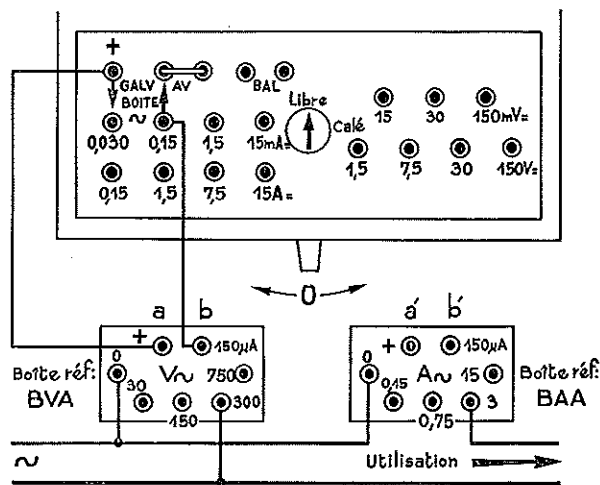 +
GALV AV BAL
BOITE
Libre
Calé
~
0,030 0,15 1,5 15mA=
15 30 150mV=
0,15 1,5 7,5 15A=
1,5 7,5 30 150V=
0
a b
a' b'
+ 150µA
0 V~ 750
30 150 300
Boîte réf:
BVA
+ 150µA
0 A~ 15
0,15 0,75 3
Boîte réf:
BAA
~
Utilisation